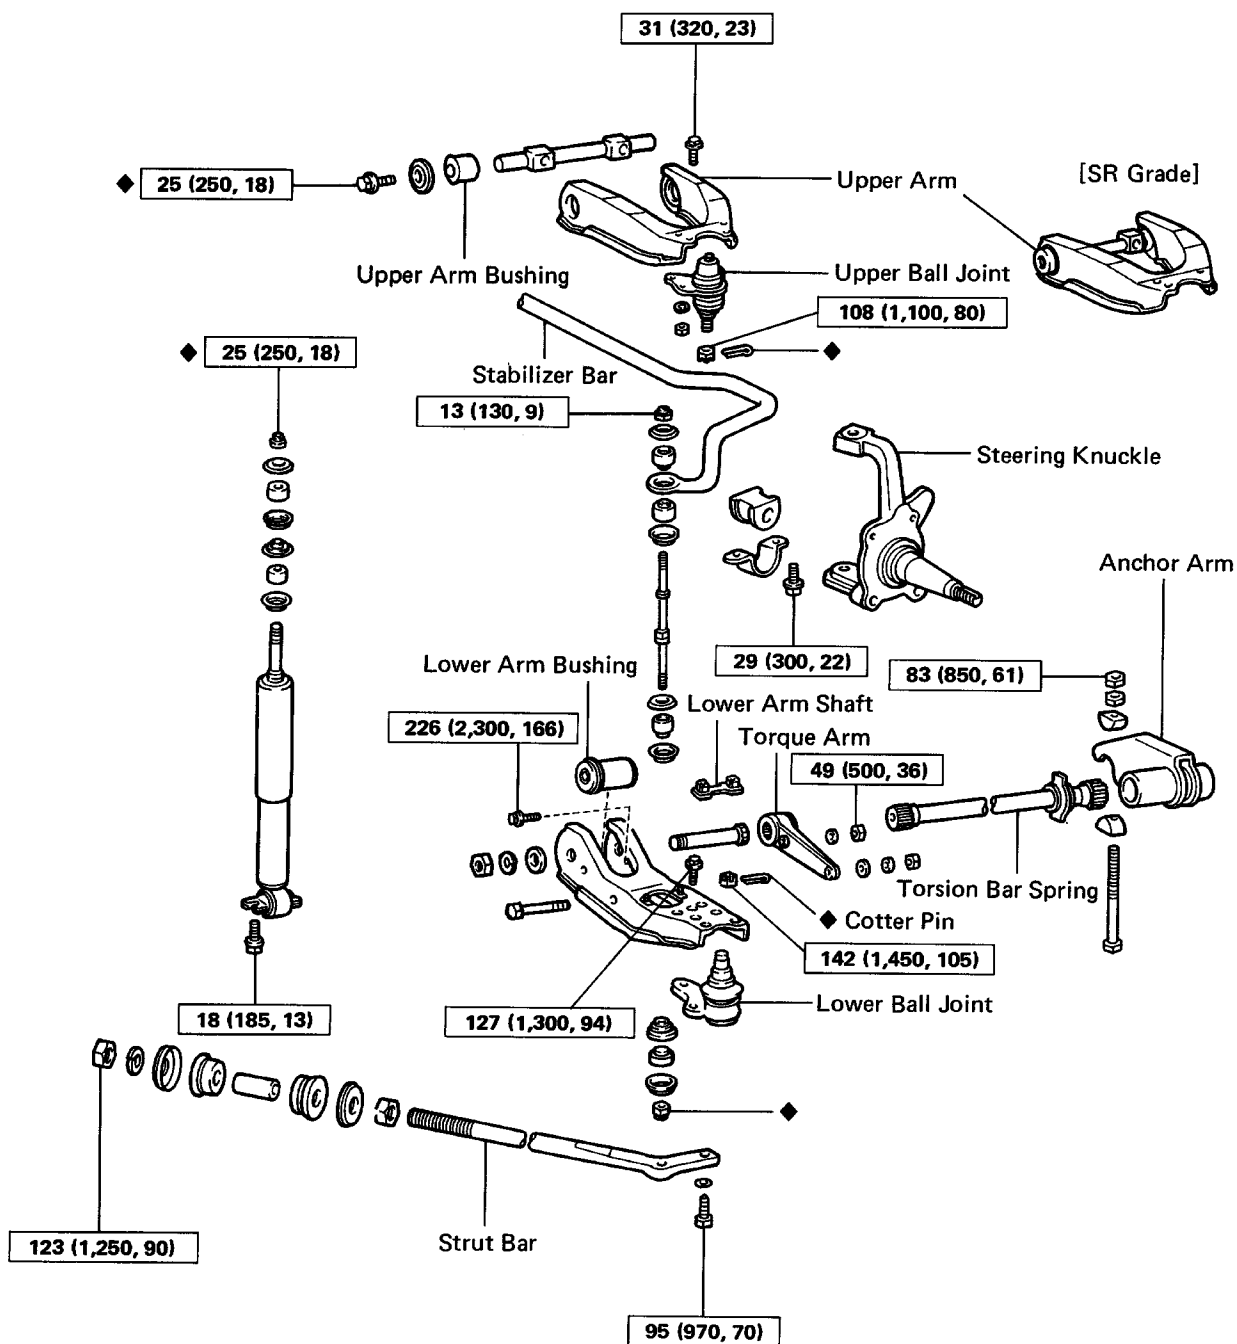 31 (320, 23)
◆ 25 (250, 18)
Upper Arm
[SR Grade]
Upper Arm Bushing
Upper Ball Joint
108 (1,100, 80)
◆
◆ 25 (250, 18)
Stabilizer Bar
13 (130, 9)
Steering Knuckle
Anchor Arm
29 (300, 22)
Lower Arm Bushing
83 (850, 61)
Lower Arm Shaft
226 (2,300, 166)
Torque Arm
49 (500, 36)
Torsion Bar Spring
◆ Cotter Pin
142 (1,450, 105)
Lower Ball Joint
18 (185, 13)
127 (1,300, 94)
◆
123 (1,250, 90)
Strut Bar
95 (970, 70)